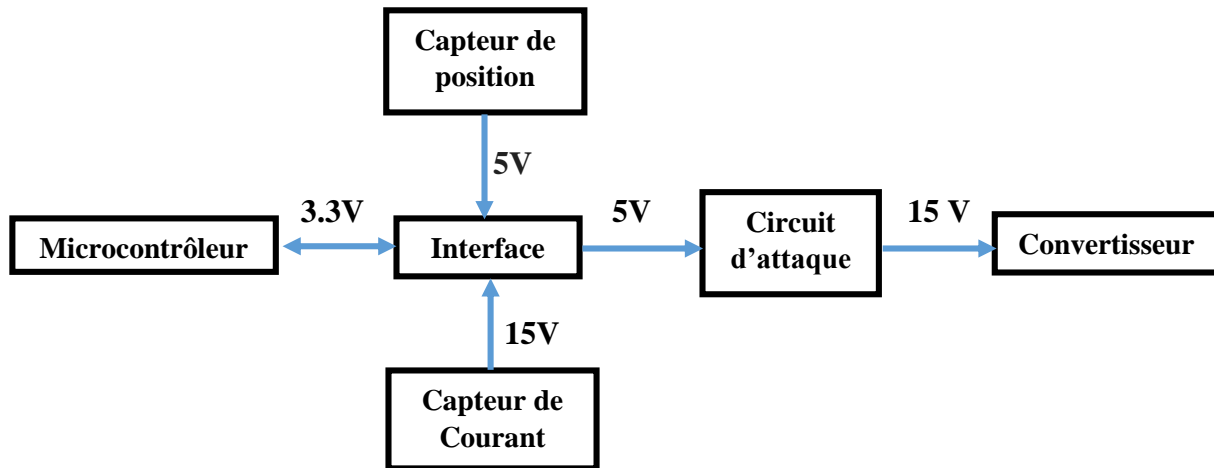 Capteur de
position
5V
3.3V
5V
15 V
Microcontrôleur
Interface
Circuit
d'attaque
Convertisseur
15V
Capteur de
Courant